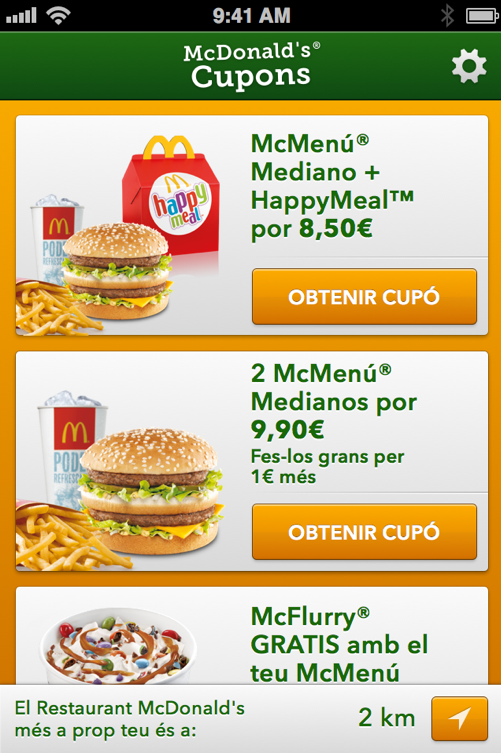 9:41 AM
McDonald's®
Cupons
McMenú®
Mediano +
HappyMeal™
por 8,50€
happy
meal
OBTENIR CUPÓ
2 McMenú®
Medianos por
9,90€
Fes-los grans per
1€ més
OBTENIR CUPÓ
McFlurry®
GRATIS amb el
teu McMenú
El Restaurant McDonald's
més a prop teu és a:
2 km